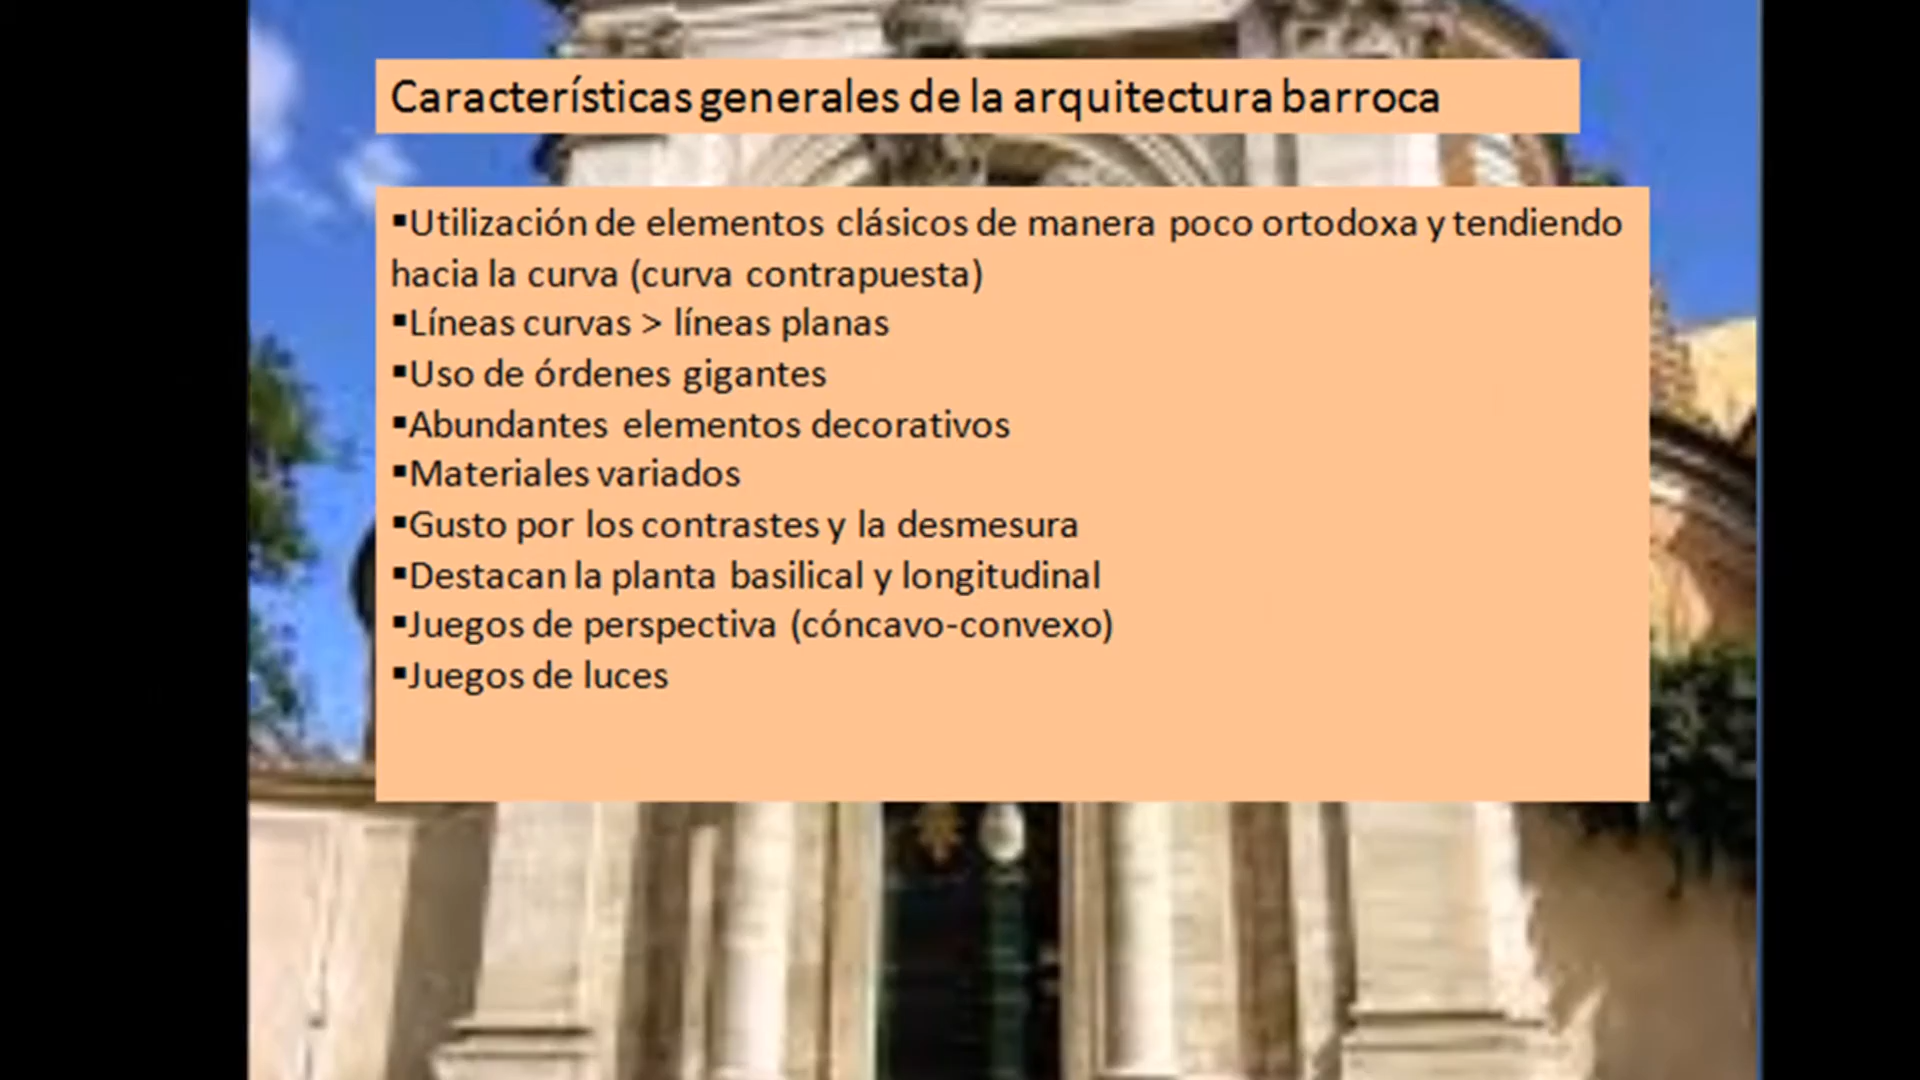 Características generales de la arquitectura barroca
▪Utilización de elementos clásicos de manera poco ortodoxa y tendiendo
hacia la curva (curva contrapuesta)
▪Líneas curvas > líneas planas
▪Uso de órdenes gigantes
▪Abundantes elementos decorativos
▪Materiales variados
▪Gusto por los contrastes y la desmesura
▪Destacan la planta basilical y longitudinal
▪Juegos de perspectiva (cóncavo-convexo)
▪Juegos de luces